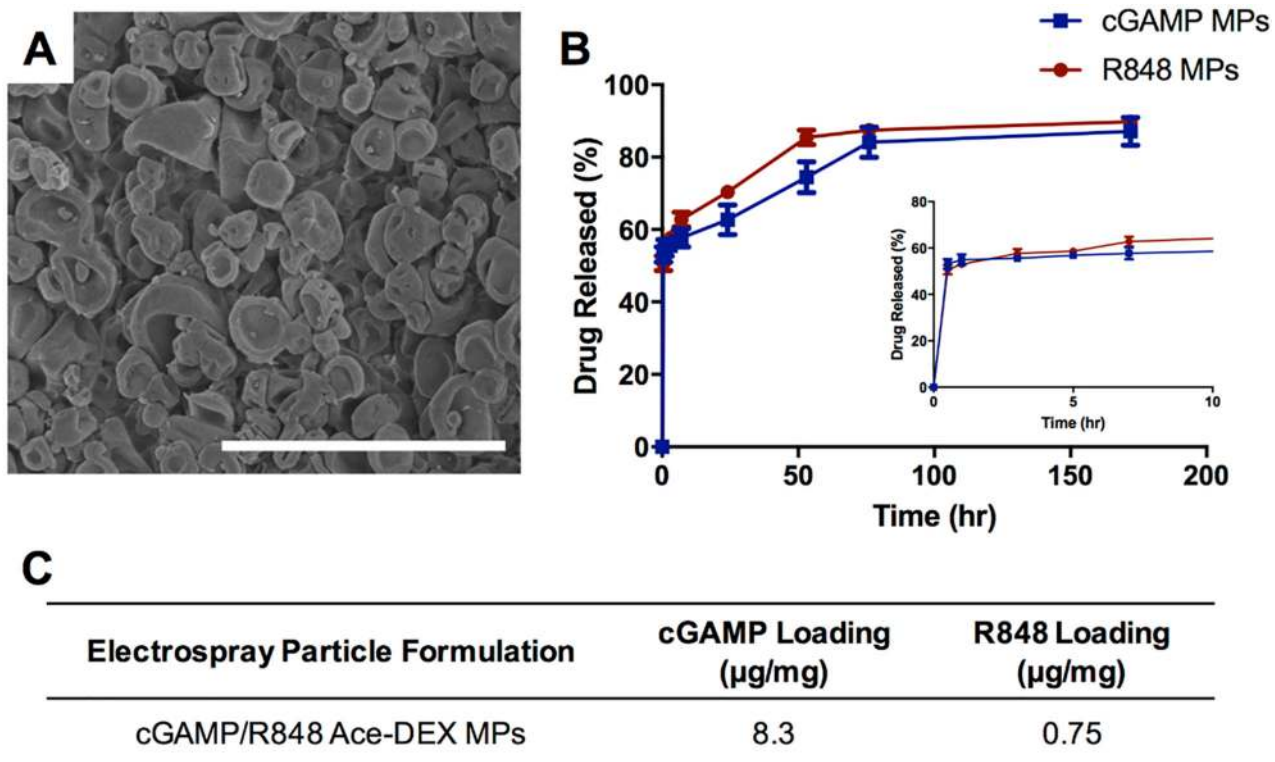 A
B
cGAMP MPs
R848 MPs
100
80
60
40
20
0
Drug Released (%)
0
50
100
150
200
Time (hr)
80
60
40
20
0
Drug Released (%)
0
5
10
Time (hr)
C
Electrospray Particle Formulation
cGAMP Loading
(µg/mg)
R848 Loading
(µg/mg)
cGAMP/R848 Ace-DEX MPs
8.3
0.75